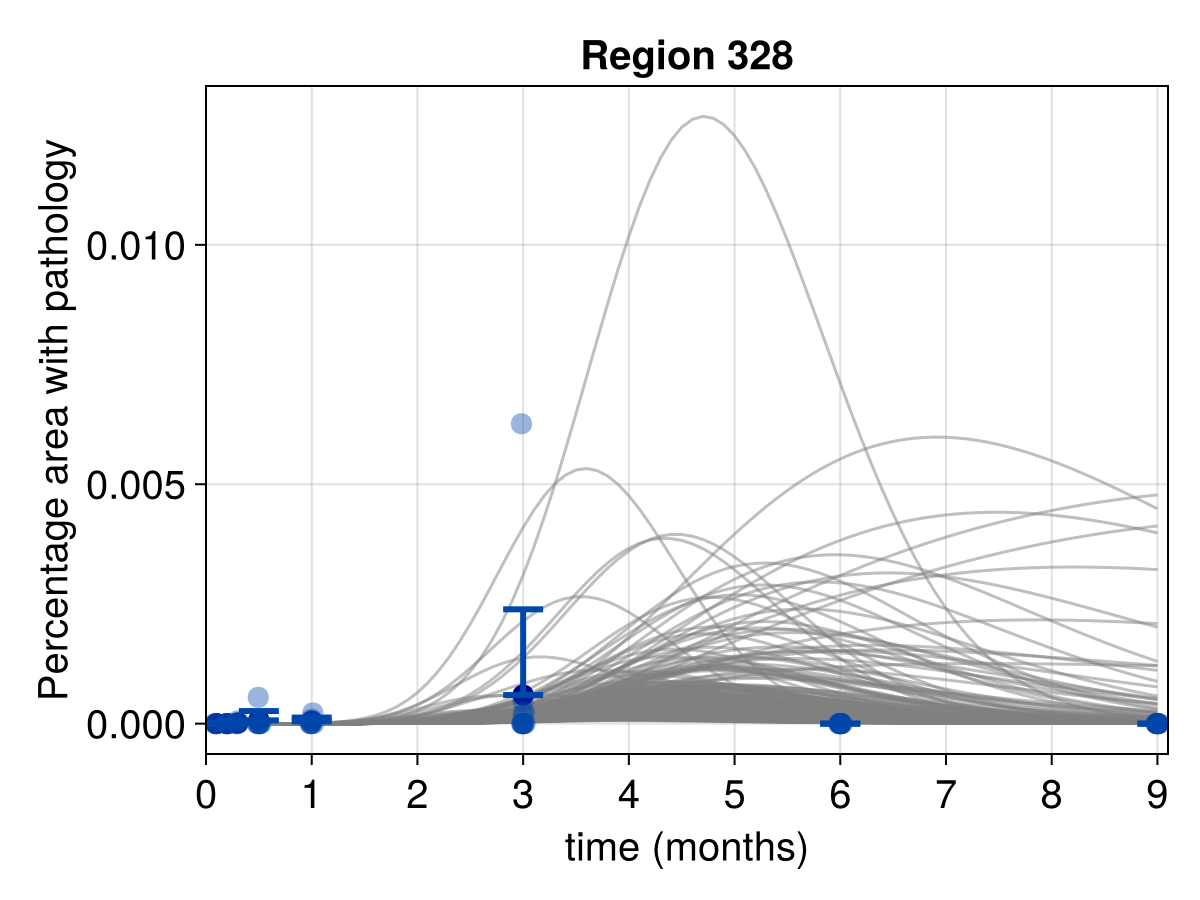 Region 328
Percentage area with pathology
0.010
0.005
0.000
0 1 2 3 4 5 6 7 8 9
time (months)